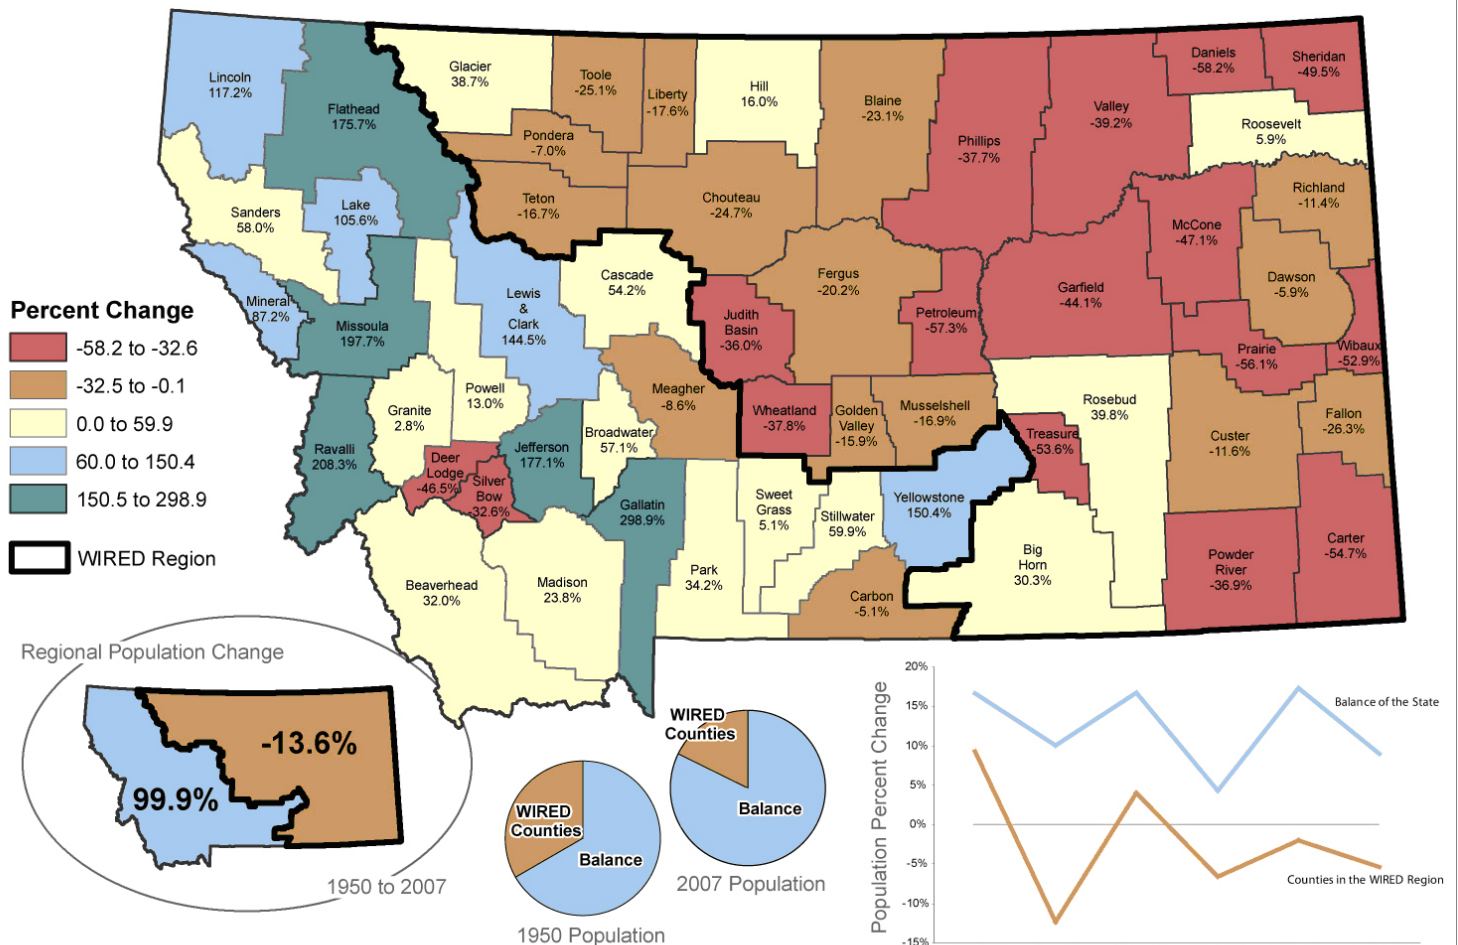 Lincoln
117.2%
Flathead
175.7%
Glacier
38.7%
Toole
-25.1%
Liberty
-17.6%
Hill
16.0%
Blaine
-23.1%
Phillips
-37.7%
Valley
-39.2%
Daniels
-58.2%
Sheridan
-49.5%
Roosevelt
5.9%
Pondera
-7.0%
Teton
-16.7%
Chouteau
-24.7%
Richland
-11.4%
McCone
-47.1%
Sanders
58.0%
Lake
105.6%
Cascade
54.2%
Fergus
-20.2%
Garfield
-44.1%
Dawson
-5.9%
Mineral
87.2%
Missoula
197.7%
Lewis
&
Clark
144.5%
Judith
Basin
-36.0%
Petroleum
-57.3%
Prairie
-56.1%
Wibaux
-52.9%
Powell
13.0%
Meagher
-8.6%
Granite
2.8%
Wheatland
-37.8%
Golden
Valley
-15.9%
Musselshell
-16.9%
Rosebud
39.8%
Treasure
-53.6%
Custer
-11.6%
Fallon
-26.3%
Ravalli
208.3%
Deer
Lodge
-46.5%
Silver
Bow
-32.6%
Jefferson
177.1%
Broadwater
57.1%
Gallatin
298.9%
Sweet
Grass
5.1%
Stillwater
59.9%
Yellowstone
150.4%
Beaverhead
32.0%
Madison
23.8%
Park
34.2%
Carbon
-5.1%
Big
Horn
30.3%
Powder
River
-36.9%
Carter
-54.7%
Percent Change
-58.2 to -32.6
-32.5 to -0.1
0.0 to 59.9
60.0 to 150.4
150.5 to 298.9
WIRED Region
Regional Population Change
-13.6%
99.9%
1950 to 2007
WIRED
Counties
Balance
1950 Population
WIRED
Counties
Balance
2007 Population
Population Percent Change
20%
15%
10%
5%
0%
-5%
-10%
-15%
Balance of the State
Counties in the WIRED Region